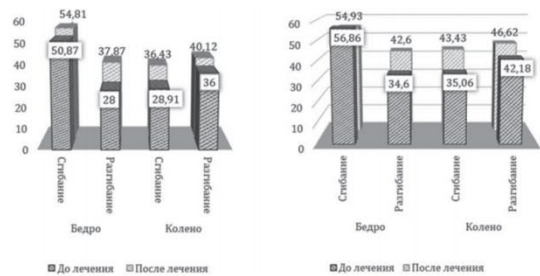 54,81
60
50,87
37,87
36,43
40,12
50
40
30
28
28,91
36
20
10
0
Сгибание
Разгибание
Сгибание
Разгибание
Бедро
Колено
До лечения
После лечения
54,93
60
56,86
42,6
43,43
46,62
50
40
34,6
35,06
42,18
30
20
10
0
Сгибание
Разгибание
Сгибание
Разгибание
Бедро
Колено
До лечения
После лечения